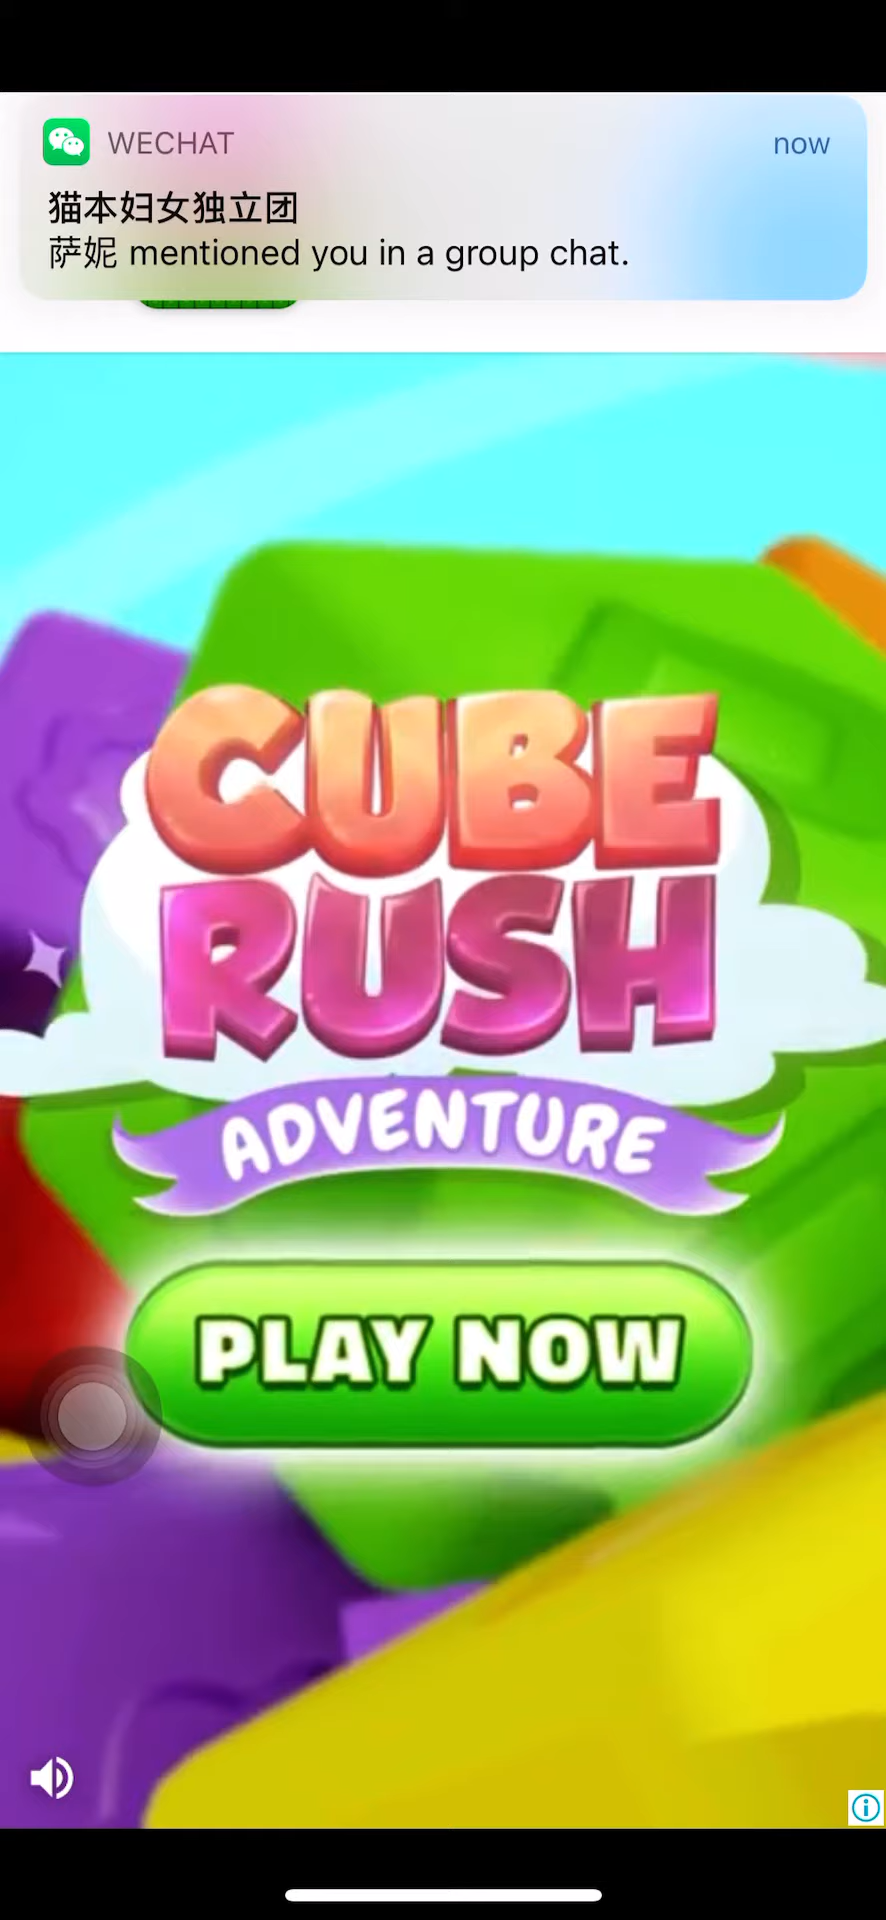 WECHAT
now
猫本妇女独立团
萨妮 mentioned you in a group chat.
CUBE
RUSH
ADVENTURE
PLAY NOW